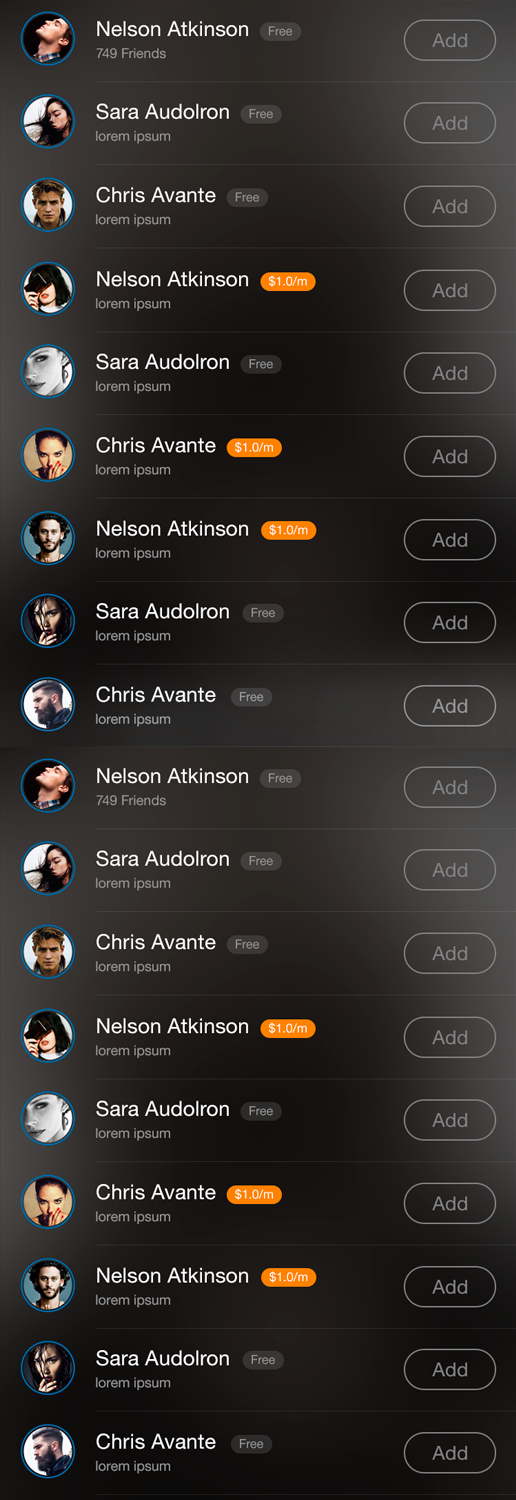 Nelson Atkinson Free
749 Friends
Add
Sara Audolron Free
lorem ipsum
Add
Chris Avante Free
lorem ipsum
Add
Nelson Atkinson $1.0/m
lorem ipsum
Add
Sara Audolron Free
lorem ipsum
Add
Chris Avante $1.0/m
lorem ipsum
Add
Nelson Atkinson $1.0/m
lorem ipsum
Add
Sara Audolron Free
lorem ipsum
Add
Chris Avante Free
lorem ipsum
Add
Nelson Atkinson Free
749 Friends
Add
Sara Audolron Free
lorem ipsum
Add
Chris Avante Free
lorem ipsum
Add
Nelson Atkinson $1.0/m
lorem ipsum
Add
Sara Audolron Free
lorem ipsum
Add
Chris Avante $1.0/m
lorem ipsum
Add
Nelson Atkinson $1.0/m
lorem ipsum
Add
Sara Audolron Free
lorem ipsum
Add
Chris Avante Free
lorem ipsum
Add